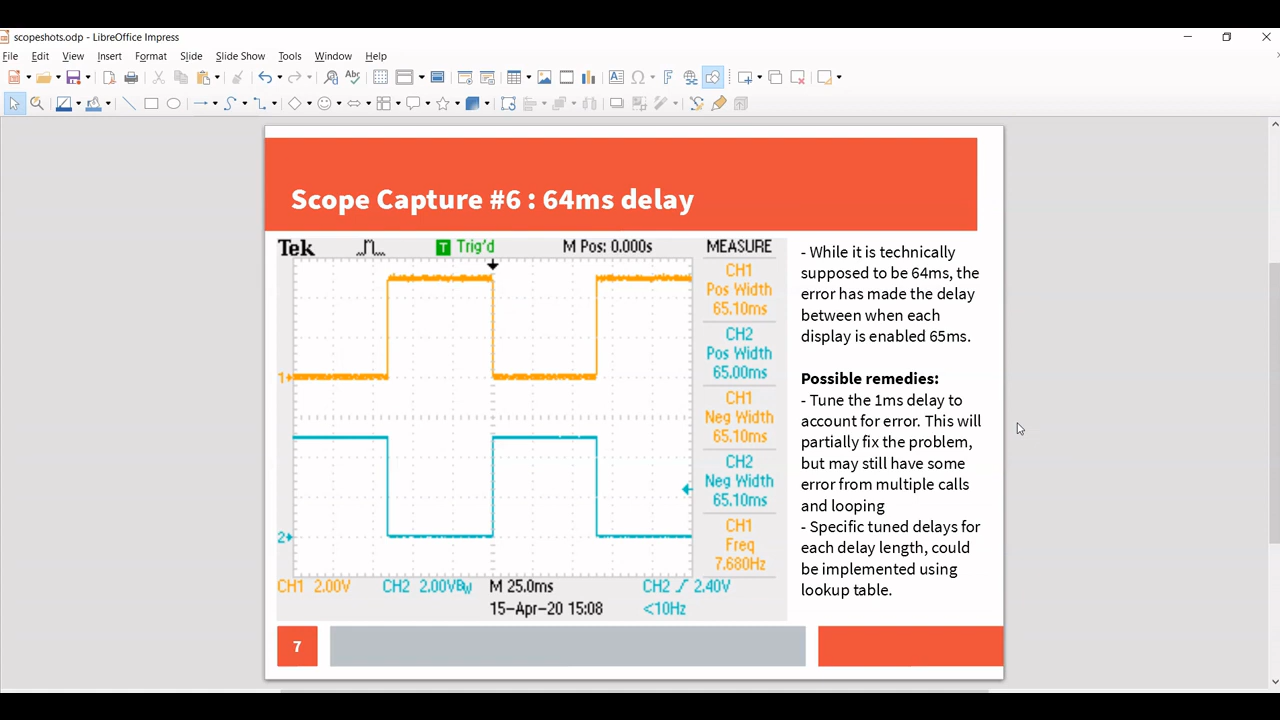 scopeshots.odp - LibreOffice Impress
File Edit View Insert Format Slide Slide Show Tools Window Help
Scope Capture #6 : 64ms delay
Tek T Trig'd M Pos: 0.000s MEASURE
CH1
Pos Width
65.10ms
CH2
Pos Width
65.00ms
CH1
Neg Width
65.10ms
CH2
Neg Width
65.10ms
CH1
Freq
7.680Hz
1
2
CH1 2.00V CH2 2.00VBW M 25.0ms CH2 2.40V
15-Apr-20 15:08 <10Hz
- While it is technically
supposed to be 64ms, the
error has made the delay
between when each
display is enabled 65ms.
Possible remedies:
- Tune the 1ms delay to
account for error. This will
partially fix the problem,
but may still have some
error from multiple calls
and looping
- Specific tuned delays for
each delay length, could
be implemented using
lookup table.
7